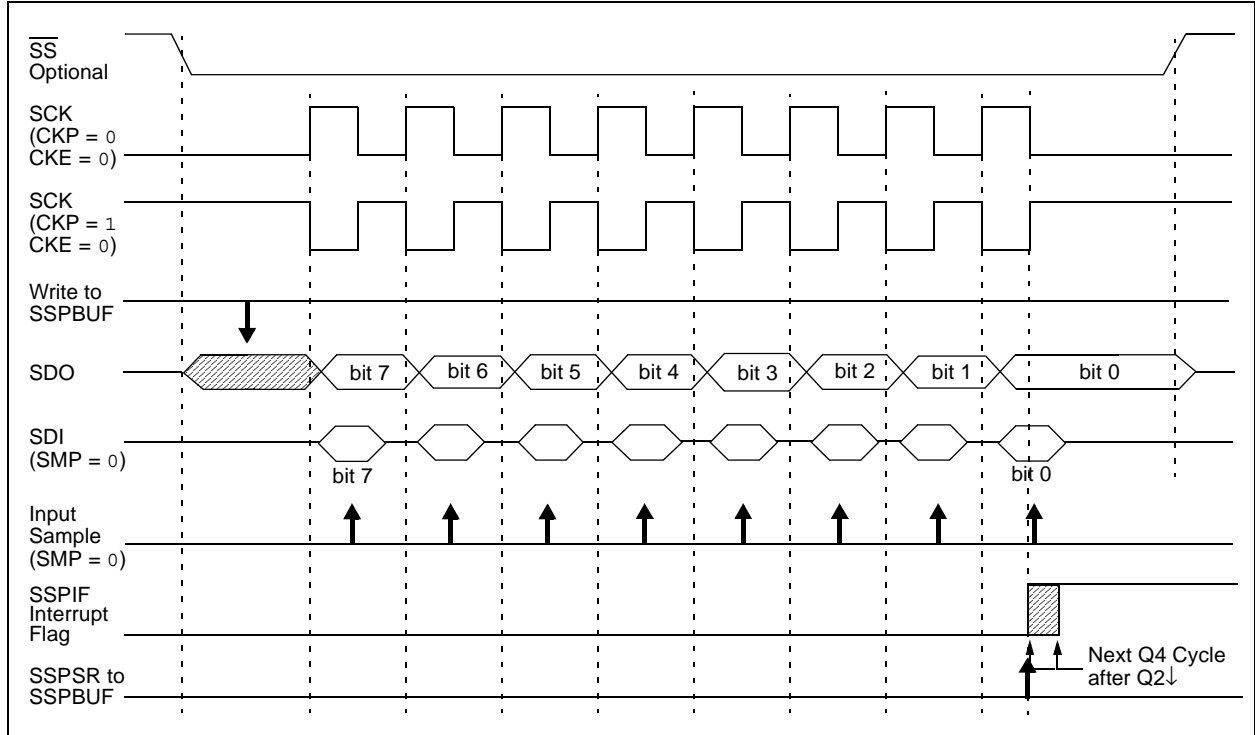 SS
Optional
SCK
(CKP = 0
CKE = 0)
SCK
(CKP = 1
CKE = 0)
Write to
SSPBUF
SDO
bit 7 bit 6 bit 5 bit 4 bit 3 bit 2 bit 1 bit 0
SDI
(SMP = 0)
bit 7 bit 0
Input
Sample
(SMP = 0)
SSPIF
Interrupt
Flag
SSPSR to
SSPBUF
Next Q4 Cycle
after Q2↓